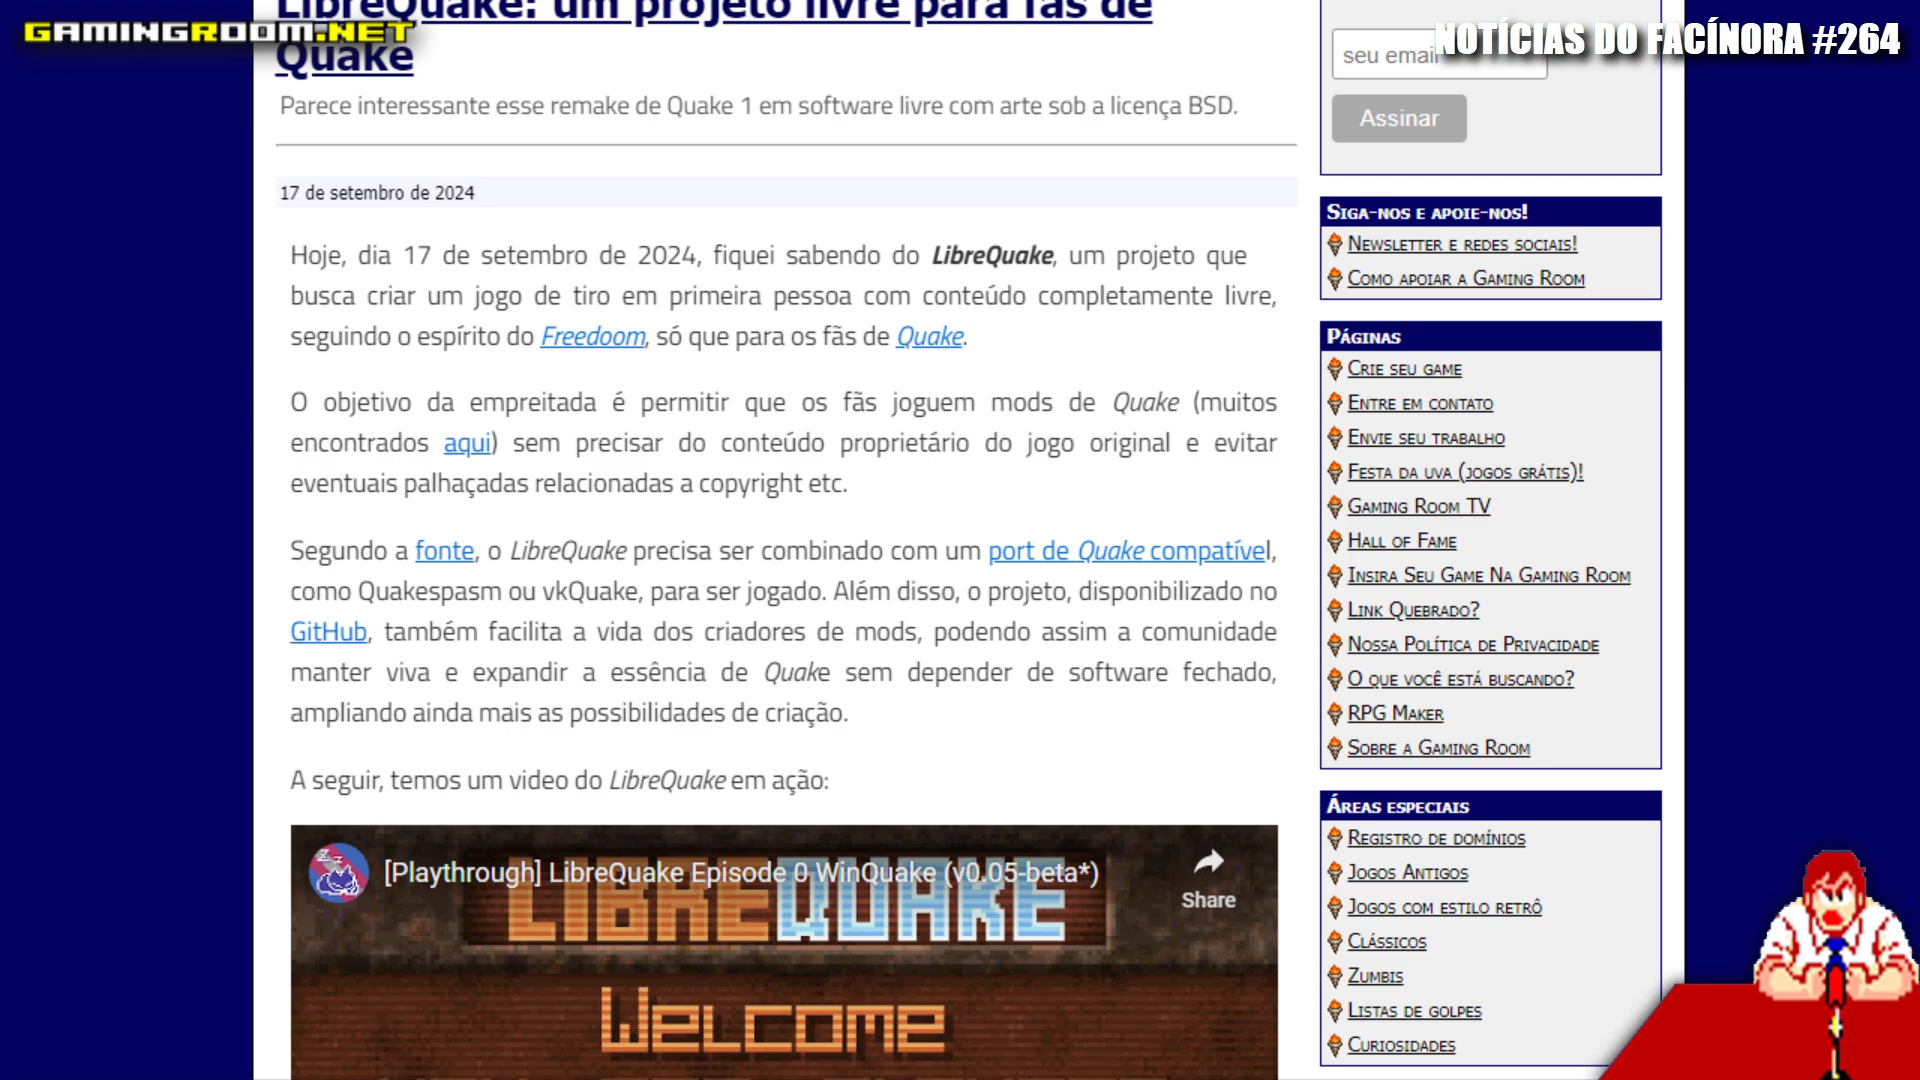 LibreQuake: um projeto livre para fãs de
Quake
GAMINGROOM.NET
NOTÍCIAS DO FACÍNORA #264
Parece interessante esse remake de Quake 1 em software livre com arte sob a licença BSD.
17 de setembro de 2024
Hoje, dia 17 de setembro de 2024, fiquei sabendo do LibreQuake, um projeto que
busca criar um jogo de tiro em primeira pessoa com conteúdo completamente livre,
seguindo o espírito do Freedoom, só que para os fãs de Quake.
O objetivo da empreitada é permitir que os fãs joguem mods de Quake (muitos
encontrados aqui) sem precisar do conteúdo proprietário do jogo original e evitar
eventuais palhaçadas relacionadas a copyright etc.
Segundo a fonte, o LibreQuake precisa ser combinado com um port de Quake compatível,
como Quakespasm ou vkQuake, para ser jogado. Além disso, o projeto, disponibilizado no
GitHub, também facilita a vida dos criadores de mods, podendo assim a comunidade
manter viva e expandir a essência de Quake sem depender de software fechado,
ampliando ainda mais as possibilidades de criação.
A seguir, temos um video do LibreQuake em ação:
[Playthrough] LibreQuake Episode 0 WinQuake (v0.05-beta*)
Share
LIBREQUAKE
Welcome
seu email
Assinar
Siga-nos e apoie-nos!
Newsletter e redes sociais!
Como apoiar a Gaming Room
Páginas
Crie seu game
Entre em contato
Envie seu trabalho
Festa da uva (jogos grátis)!
Gaming Room TV
Hall of Fame
Insira Seu Game Na Gaming Room
Link Quebrado?
Nossa Política de Privacidade
O que você está buscando?
RPG Maker
Sobre a Gaming Room
Áreas especiais
Registro de domínios
Jogos Antigos
Jogos com estilo retrô
Clássicos
Zumbis
Listas de golpes
Curiosidades